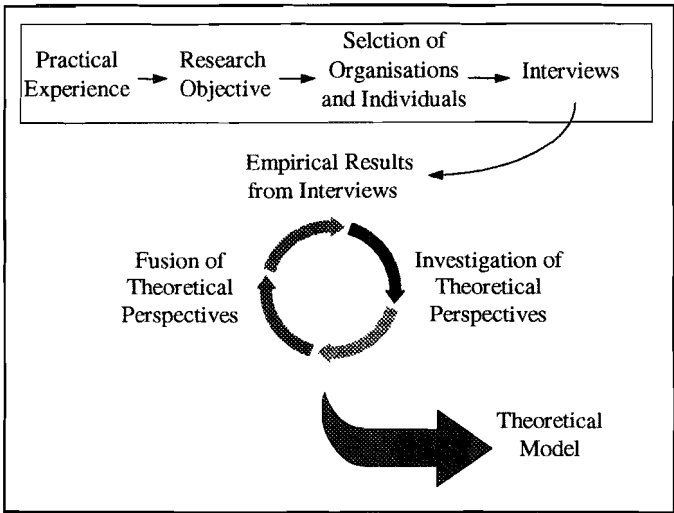 Practical
Experience
Research
Objective
Selction of
Organisations
and Individuals
Interviews
Empirical Results
from Interviews
Fusion of
Theoretical
Perspectives
Investigation of
Theoretical
Perspectives
Theoretical
Model